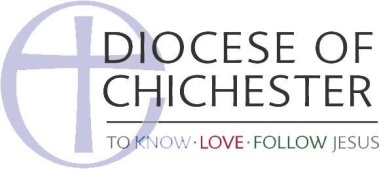 DIOCESE OF
CHICHESTER
TO KNOW·LOVE·FOLLOW JESUS